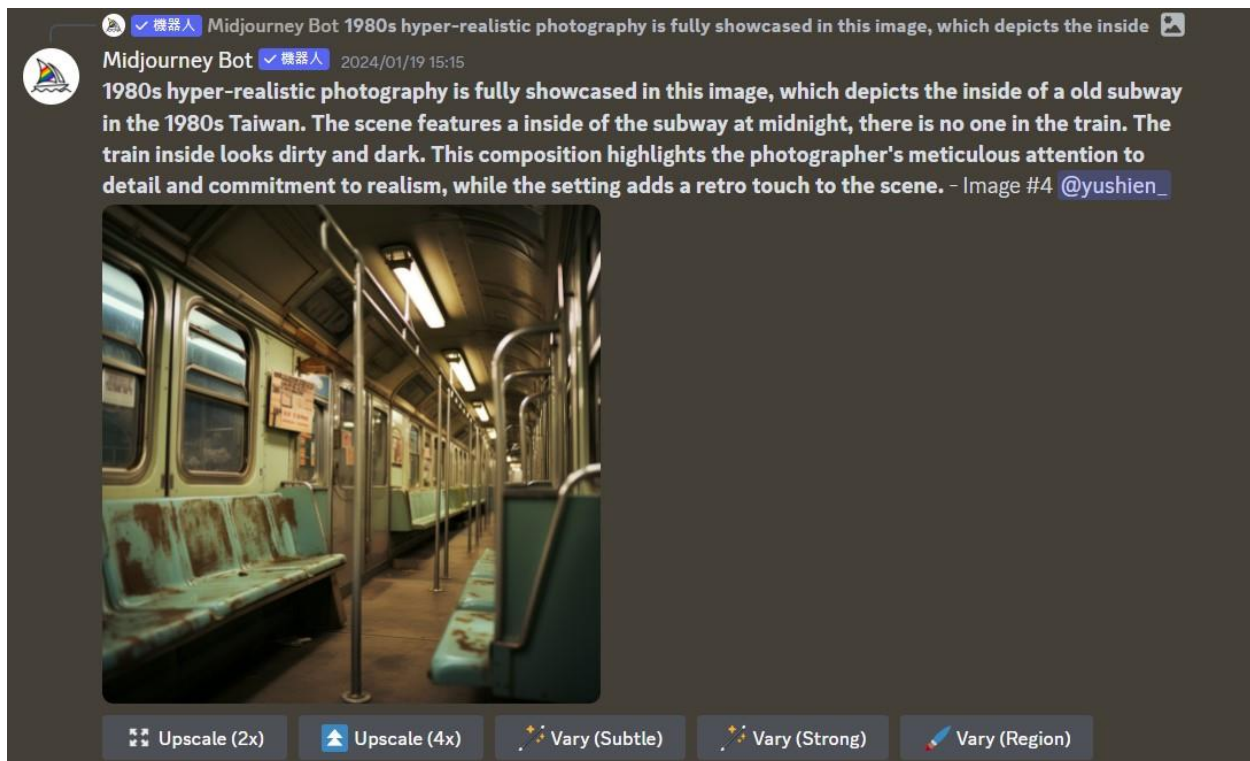 機器人 Midjourney Bot 1980s hyper-realistic photography is fully showcased in this image, which depicts the inside
Midjourney Bot 機器人 2024/01/19 15:15
1980s hyper-realistic photography is fully showcased in this image, which depicts the inside of a old subway
in the 1980s Taiwan. The scene features a inside of the subway at midnight, there is no one in the train. The
train inside looks dirty and dark. This composition highlights the photographer's meticulous attention to
detail and commitment to realism, while the setting adds a retro touch to the scene. - Image #4 @yushien_
Upscale (2x) Upscale (4x) Vary (Subtle) Vary (Strong) Vary (Region)